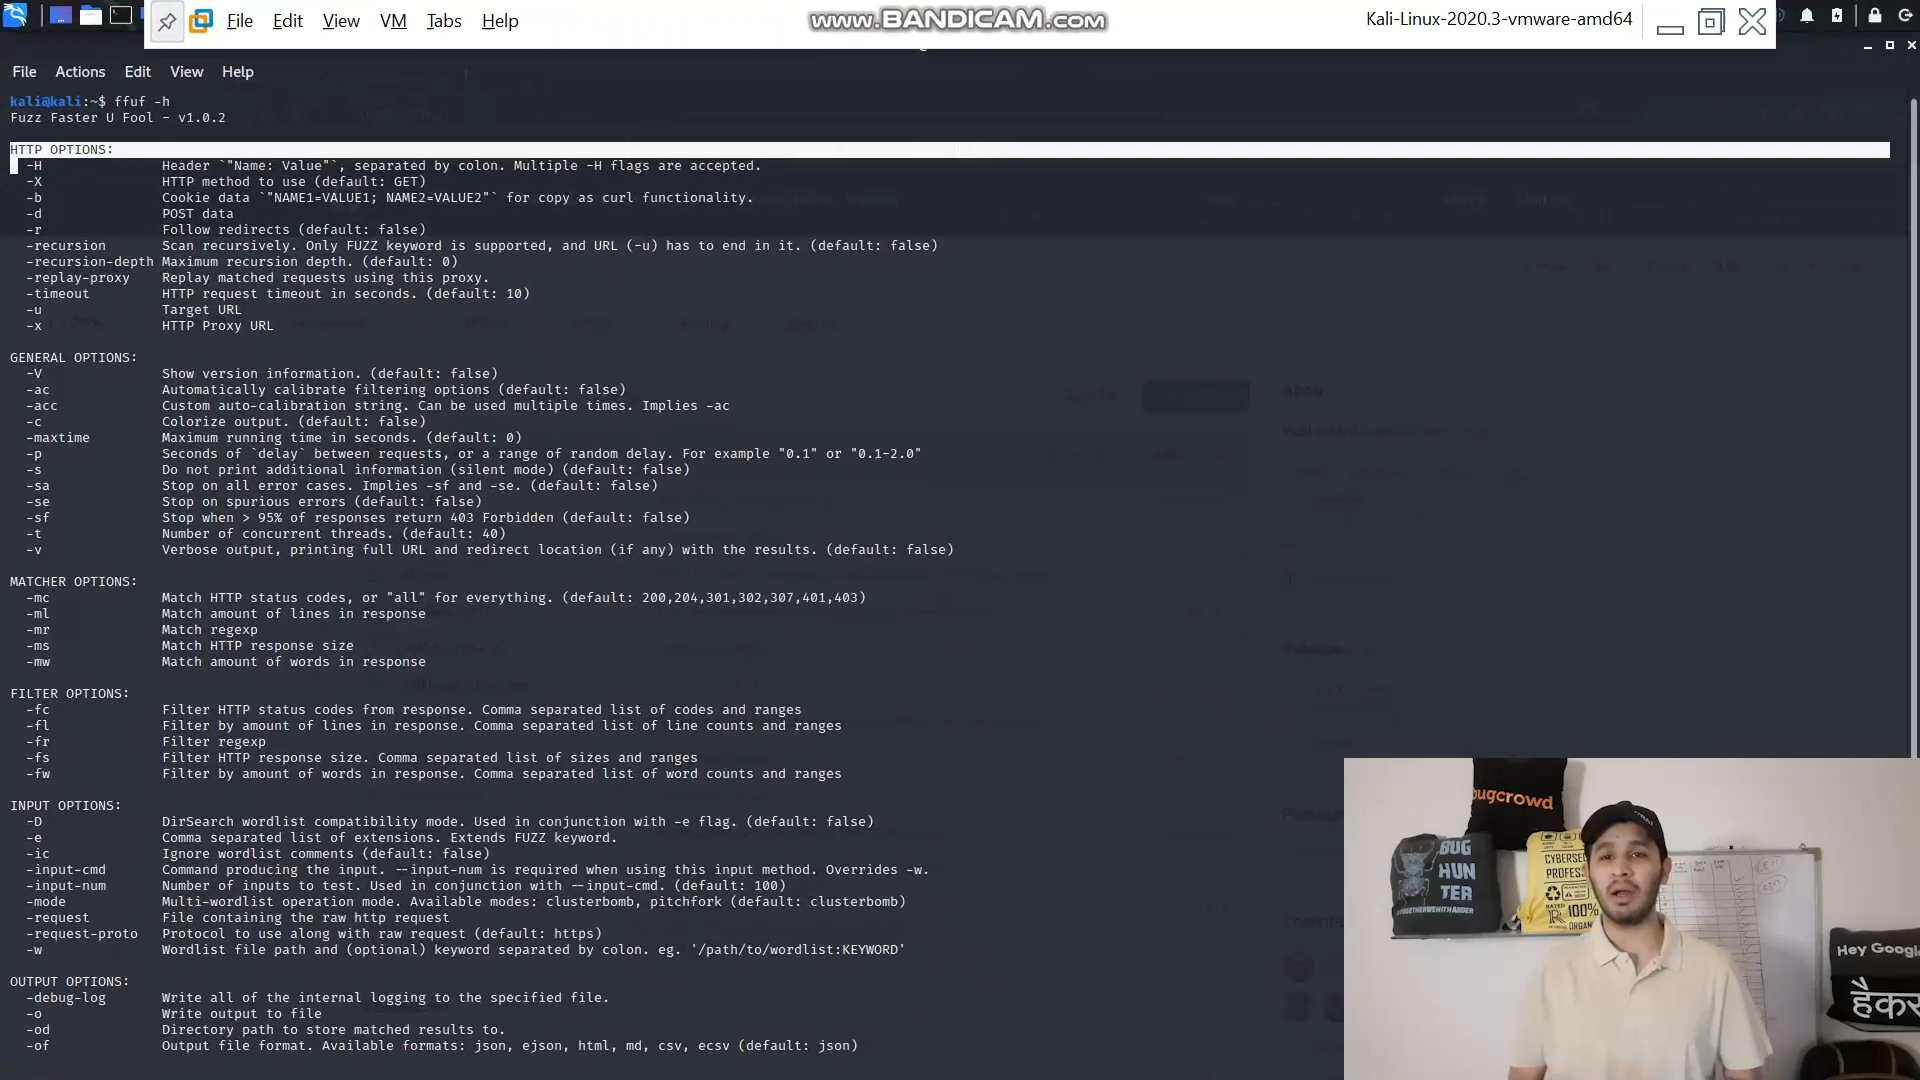 File Edit View VM Tabs Help
www.BANDICAM.com
Kali-Linux-2020.3-vmware-amd64
File Actions Edit View Help
kali@kali:~$ ffuf -h
Fuzz Faster U Fool - v1.0.2
HTTP OPTIONS:
-H Header `"Name: Value"`, separated by colon. Multiple -H flags are accepted.
-X HTTP method to use (default: GET)
-b Cookie data `"NAME1=VALUE1; NAME2=VALUE2"` for copy as curl functionality.
-d POST data
-r Follow redirects (default: false)
-recursion Scan recursively. Only FUZZ keyword is supported, and URL (-u) has to end in it. (default: false)
-recursion-depth Maximum recursion depth. (default: 0)
-replay-proxy Replay matched requests using this proxy.
-timeout HTTP request timeout in seconds. (default: 10)
-u Target URL
-x HTTP Proxy URL
GENERAL OPTIONS:
-V Show version information. (default: false)
-ac Automatically calibrate filtering options (default: false)
-acc Custom auto-calibration string. Can be used multiple times. Implies -ac
-c Colorize output. (default: false)
-maxtime Maximum running time in seconds. (default: 0)
-p Seconds of `delay` between requests, or a range of random delay. For example "0.1" or "0.1-2.0"
-s Do not print additional information (silent mode) (default: false)
-sa Stop on all error cases. Implies -sf and -se. (default: false)
-se Stop on spurious errors (default: false)
-sf Stop when > 95% of responses return 403 Forbidden (default: false)
-t Number of concurrent threads. (default: 40)
-v Verbose output, printing full URL and redirect location (if any) with the results. (default: false)
MATCHER OPTIONS:
-mc Match HTTP status codes, or "all" for everything. (default: 200,204,301,302,307,401,403)
-ml Match amount of lines in response
-mr Match regexp
-ms Match HTTP response size
-mw Match amount of words in response
FILTER OPTIONS:
-fc Filter HTTP status codes from response. Comma separated list of codes and ranges
-fl Filter by amount of lines in response. Comma separated list of line counts and ranges
-fr Filter regexp
-fs Filter HTTP response size. Comma separated list of sizes and ranges
-fw Filter by amount of words in response. Comma separated list of word counts and ranges
INPUT OPTIONS:
-D DirSearch wordlist compatibility mode. Used in conjunction with -e flag. (default: false)
-e Comma separated list of extensions. Extends FUZZ keyword.
-ic Ignore wordlist comments (default: false)
-input-cmd Command producing the input. --input-num is required when using this input method. Overrides -w.
-input-num Number of inputs to test. Used in conjunction with --input-cmd. (default: 100)
-mode Multi-wordlist operation mode. Available modes: clusterbomb, pitchfork (default: clusterbomb)
-request File containing the raw http request
-request-proto Protocol to use along with raw request (default: https)
-w Wordlist file path and (optional) keyword separated by colon. eg. '/path/to/wordlist:KEYWORD'
OUTPUT OPTIONS:
-debug-log Write all of the internal logging to the specified file.
-o Write output to file
-od Directory path to store matched results to.
-of Output file format. Available formats: json, ejson, html, md, csv, ecsv (default: json)
bugcrowd
BUG
HUN
TER
#TOGETHERWEHITHARDER
CYBERSEC
PROFES
RATED
R 100%
ORGAN
Hey Google
हैकर